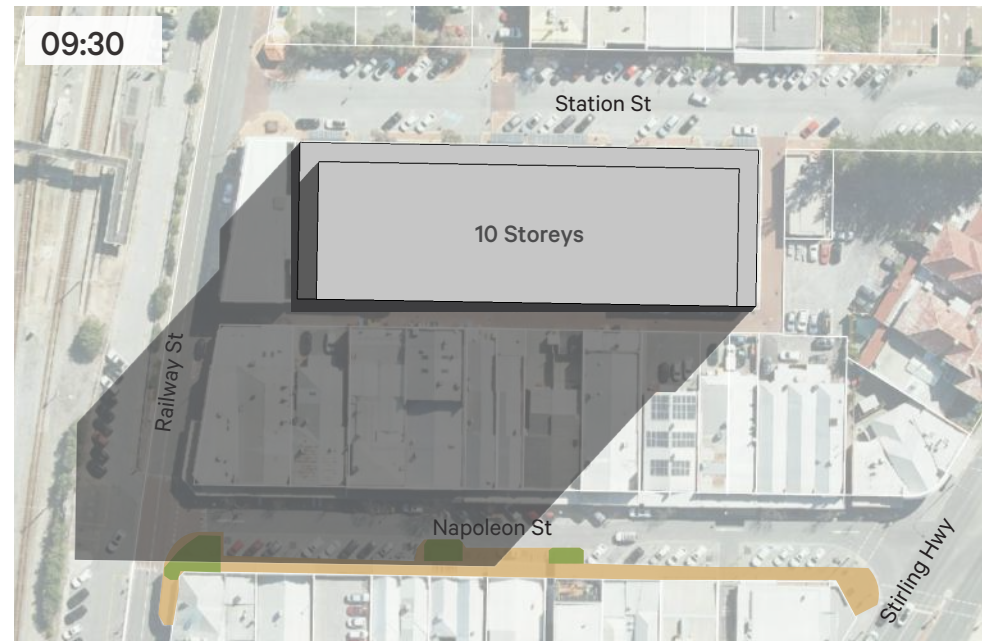 09:30
Station St
10 Storeys
Railway St
Napoleon St
Stirling Hwy